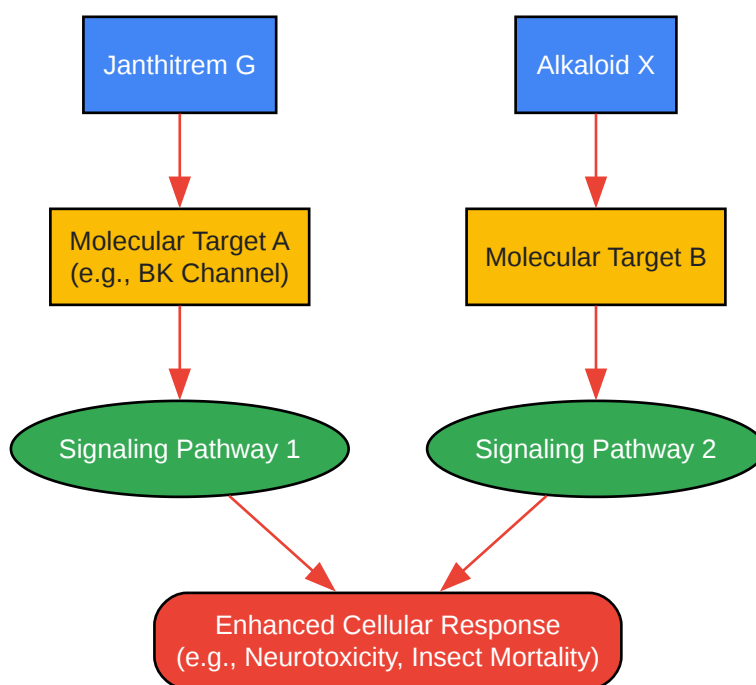 Janthitrem G
Alkaloid X
Molecular Target A
(e.g., BK Channel)
Molecular Target B
Signaling Pathway 1
Signaling Pathway 2
Enhanced Cellular Response
(e.g., Neurotoxicity, Insect Mortality)